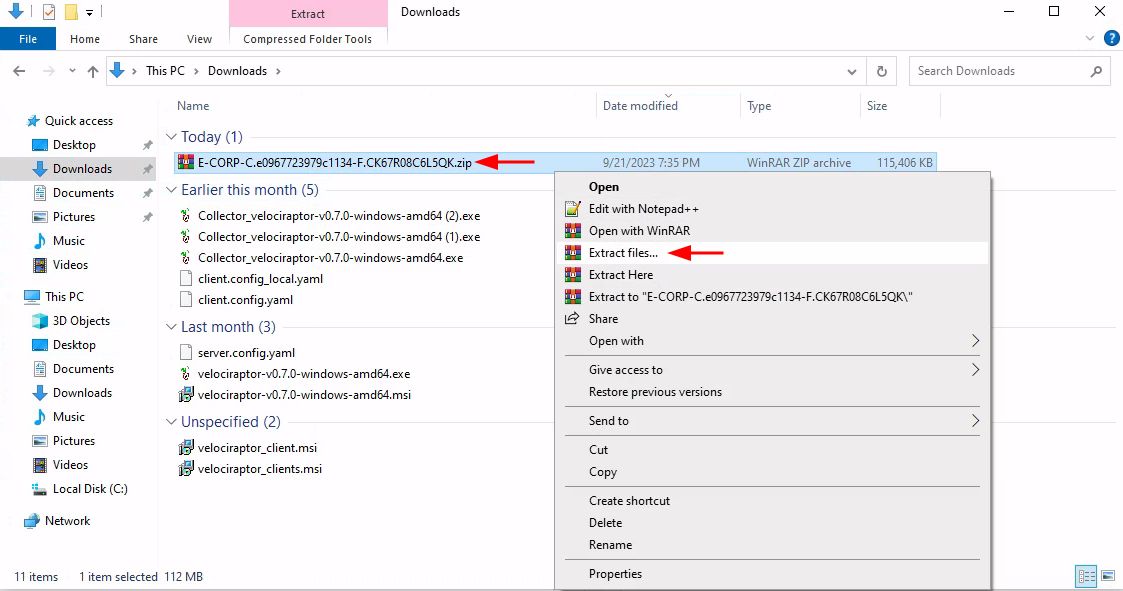 Extract
Downloads
File
Home
Share
View
Compressed Folder Tools
?
This PC
Downloads
Search Downloads
Name
Date modified
Type
Size
Quick access
Desktop
Downloads
Documents
Pictures
Music
Videos
This PC
3D Objects
Desktop
Documents
Downloads
Music
Pictures
Videos
Local Disk (C:)
Network
Today (1)
E-CORP-C.e0967723979c1134-F.CK67R08C6L5QK.zip
9/21/2023 7:35 PM
WinRAR ZIP archive
115,406 KB
Earlier this month (5)
Collector_velociraptor-v0.7.0-windows-amd64 (2).exe
Collector_velociraptor-v0.7.0-windows-amd64 (1).exe
Collector_velociraptor-v0.7.0-windows-amd64.exe
client.config_local.yaml
client.config.yaml
Last month (3)
server.config.yaml
velociraptor-v0.7.0-windows-amd64.exe
velociraptor-v0.7.0-windows-amd64.msi
Unspecified (2)
velociraptor_client.msi
velociraptor_clients.msi
Open
Edit with Notepad++
Open with WinRAR
Extract files...
Extract Here
Extract to "E-CORP-C.e0967723979c1134-F.CK67R08C6L5QK\"
Share
Open with
Give access to
Restore previous versions
Send to
Cut
Copy
Create shortcut
Delete
Rename
Properties
11 items
1 item selected 112 MB